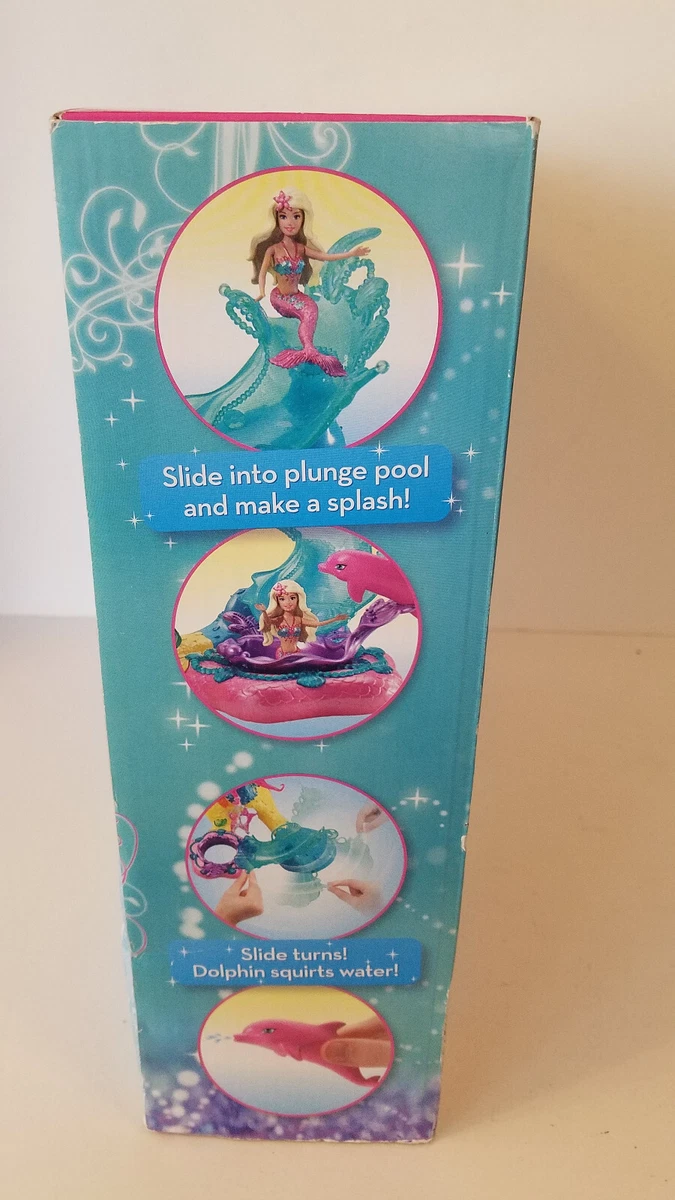 Slide into plunge pool
and make a splash!
Slide turns!
Dolphin squirts water!